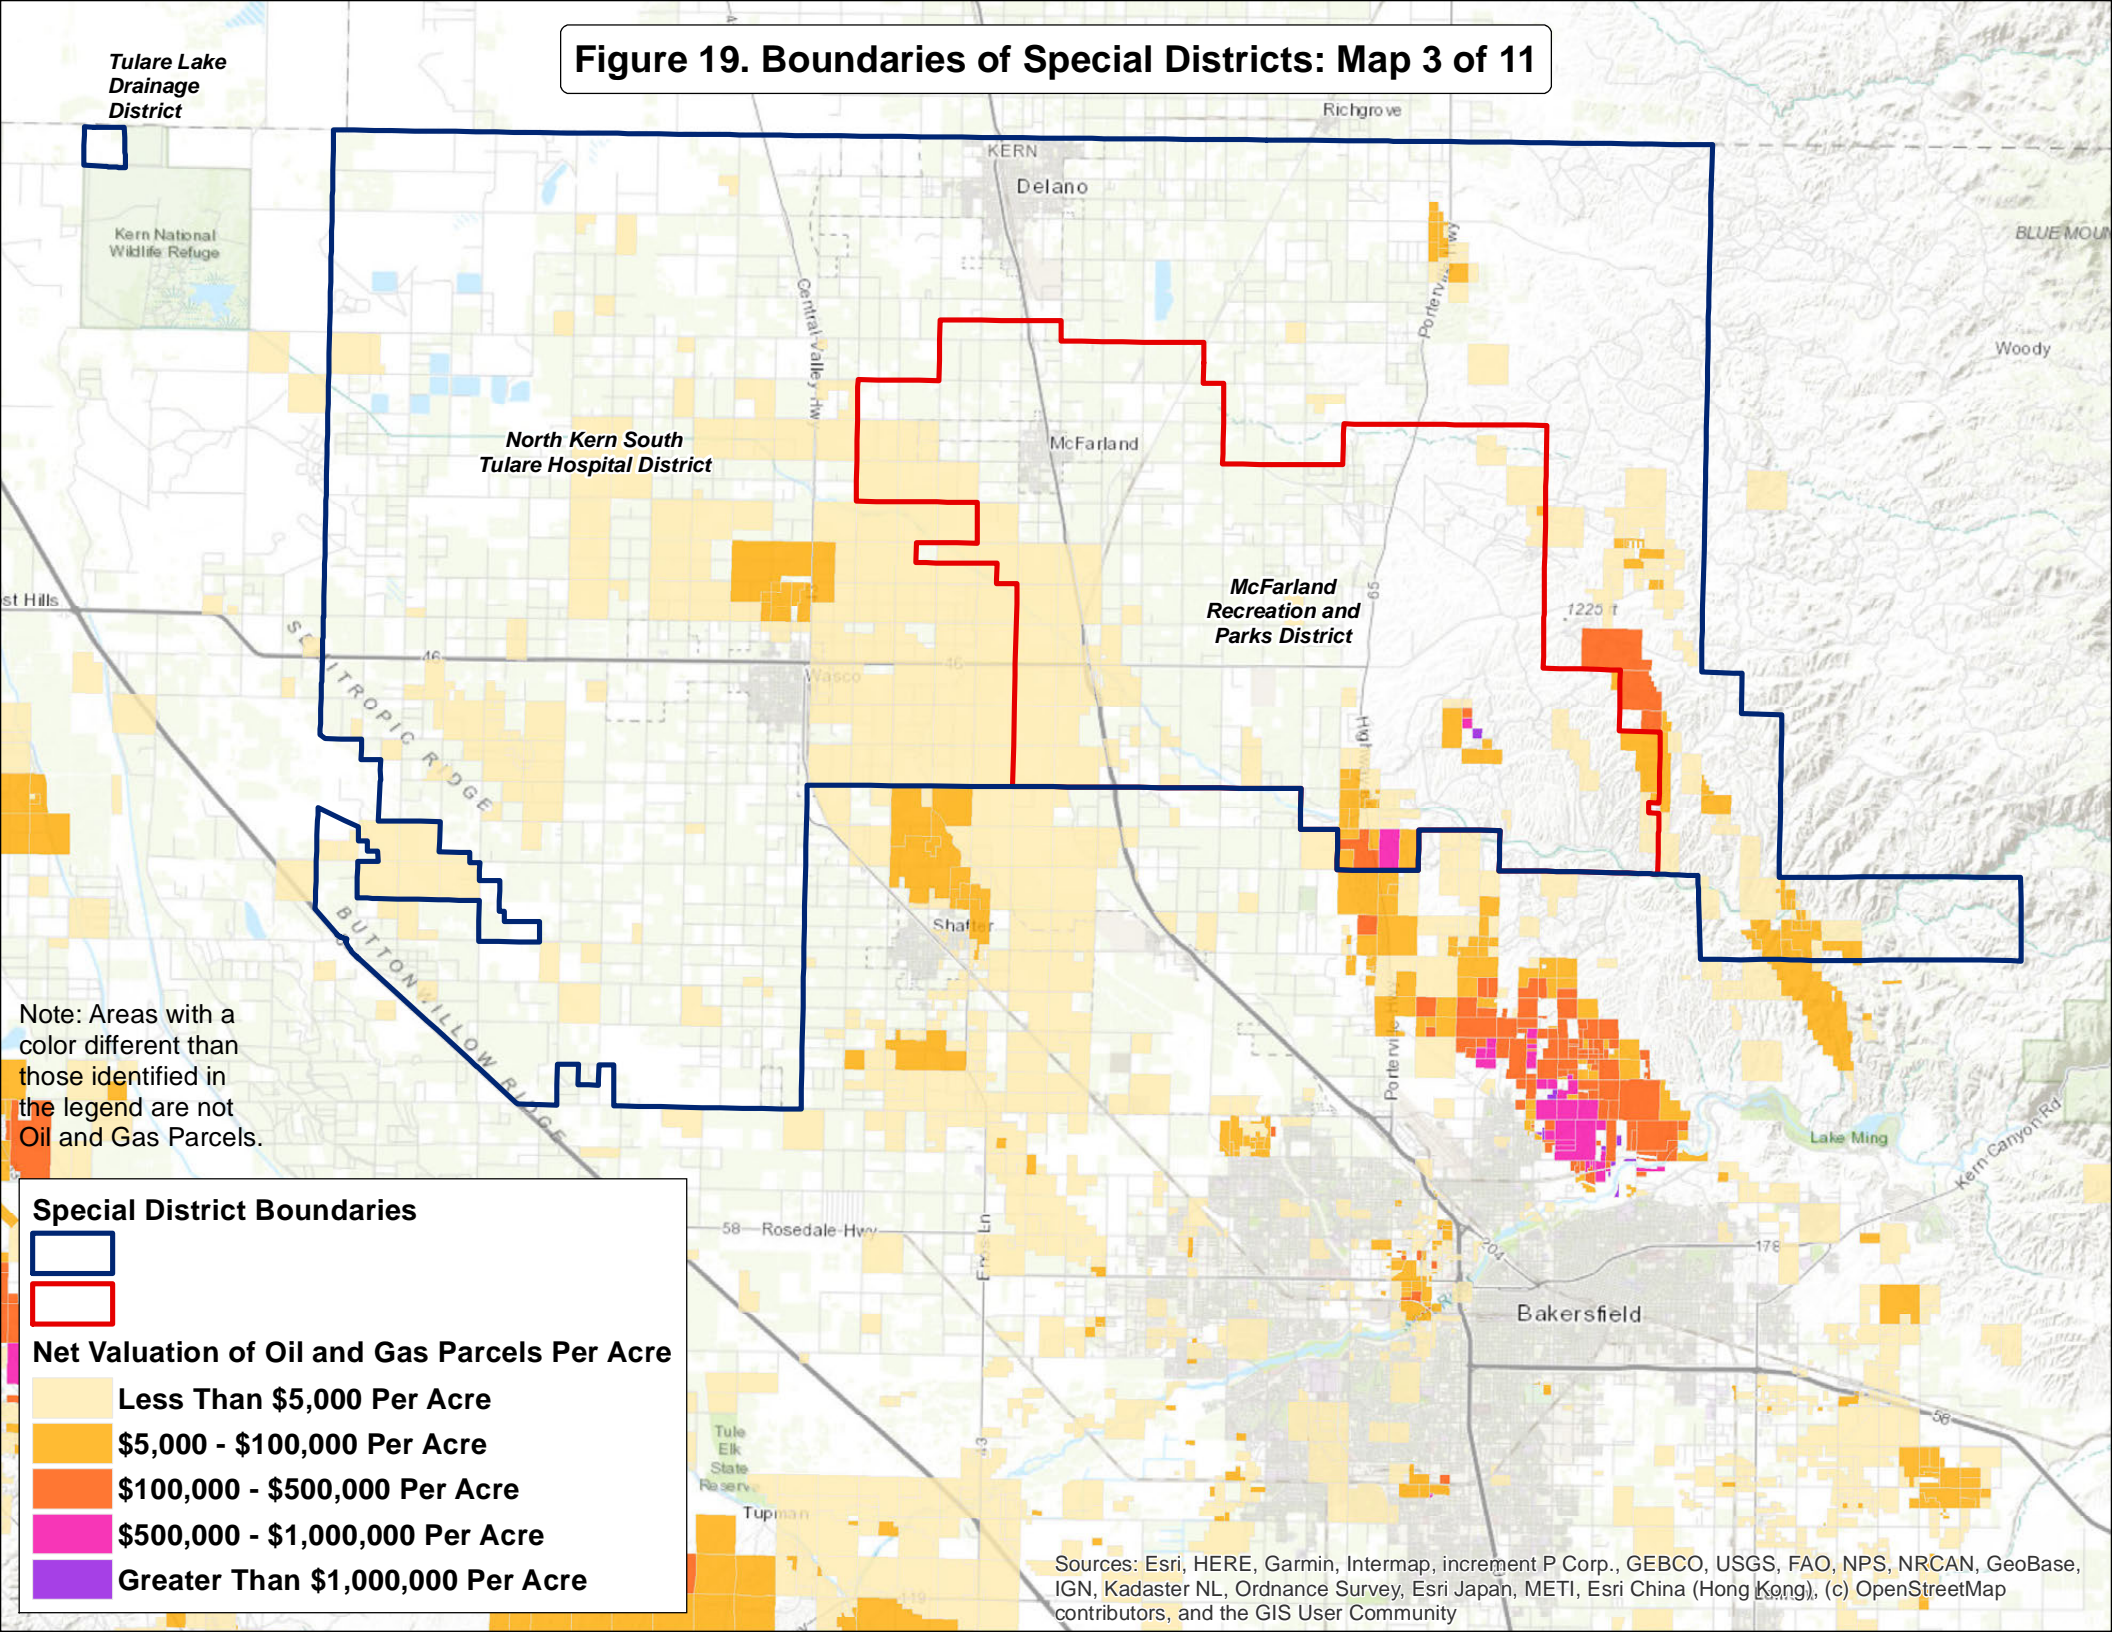 Figure 19. Boundaries of Special Districts: Map 3 of 11
Tulare Lake
Drainage
District
Richgrove
KERN
Delano
Kern National
Wildlife Refuge
BLUE MOUN
Central Valley Hwy
Woody
North Kern South
Tulare Hospital District
McFarland
McFarland
Recreation and
Parks District
65
1225 ft
st Hills
46
46
Wasco
SEMITROPIC RIDGE
Shafter
BUTTONWILLOW RIDGE
Porterville Hwy
Note: Areas with a
color different than
those identified in
the legend are not
Oil and Gas Parcels.
Lake Ming
Kern Canyon Rd
Special District Boundaries
58
Rosedale Hwy
Enos Ln
204
178
Bakersfield
Net Valuation of Oil and Gas Parcels Per Acre
Less Than $5,000 Per Acre
$5,000 - $100,000 Per Acre
$100,000 - $500,000 Per Acre
$500,000 - $1,000,000 Per Acre
Greater Than $1,000,000 Per Acre
Tule
Elk
State
Reserve
Tupman
43
58
119
Sources: Esri, HERE, Garmin, Intermap, increment P Corp., GEBCO, USGS, FAO, NPS, NRCAN, GeoBase,
IGN, Kadaster NL, Ordnance Survey, Esri Japan, METI, Esri China (Hong Kong), (c) OpenStreetMap
contributors, and the GIS User Community